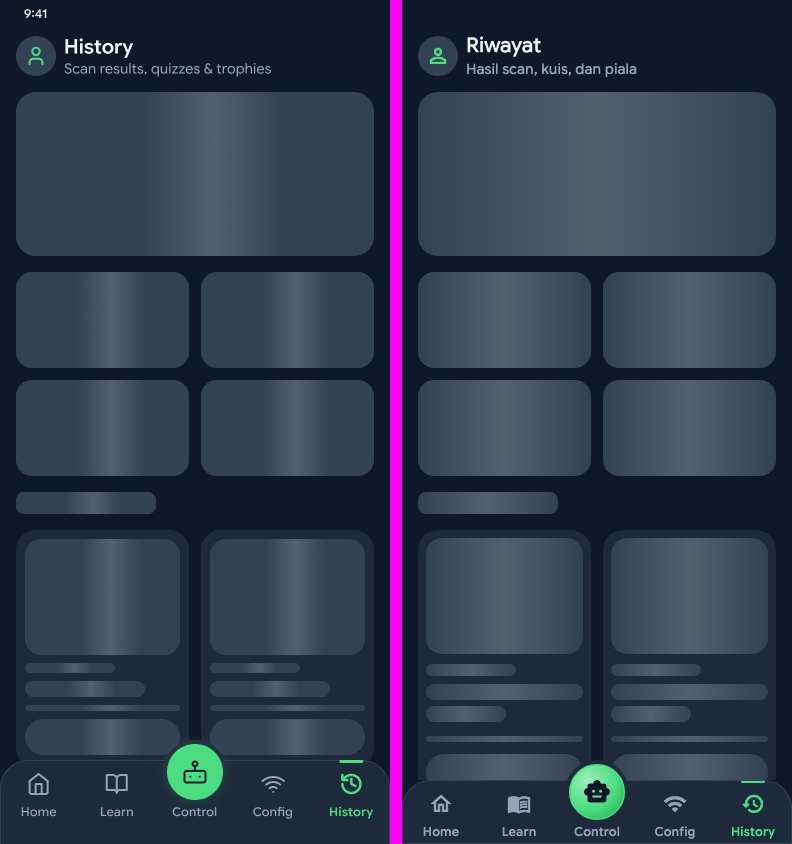 9:41
History
Scan results, quizzes & trophies
Home
Learn
Control
Config
History
Riwayat
Hasil scan, kuis, dan piala
Home
Learn
Control
Config
History